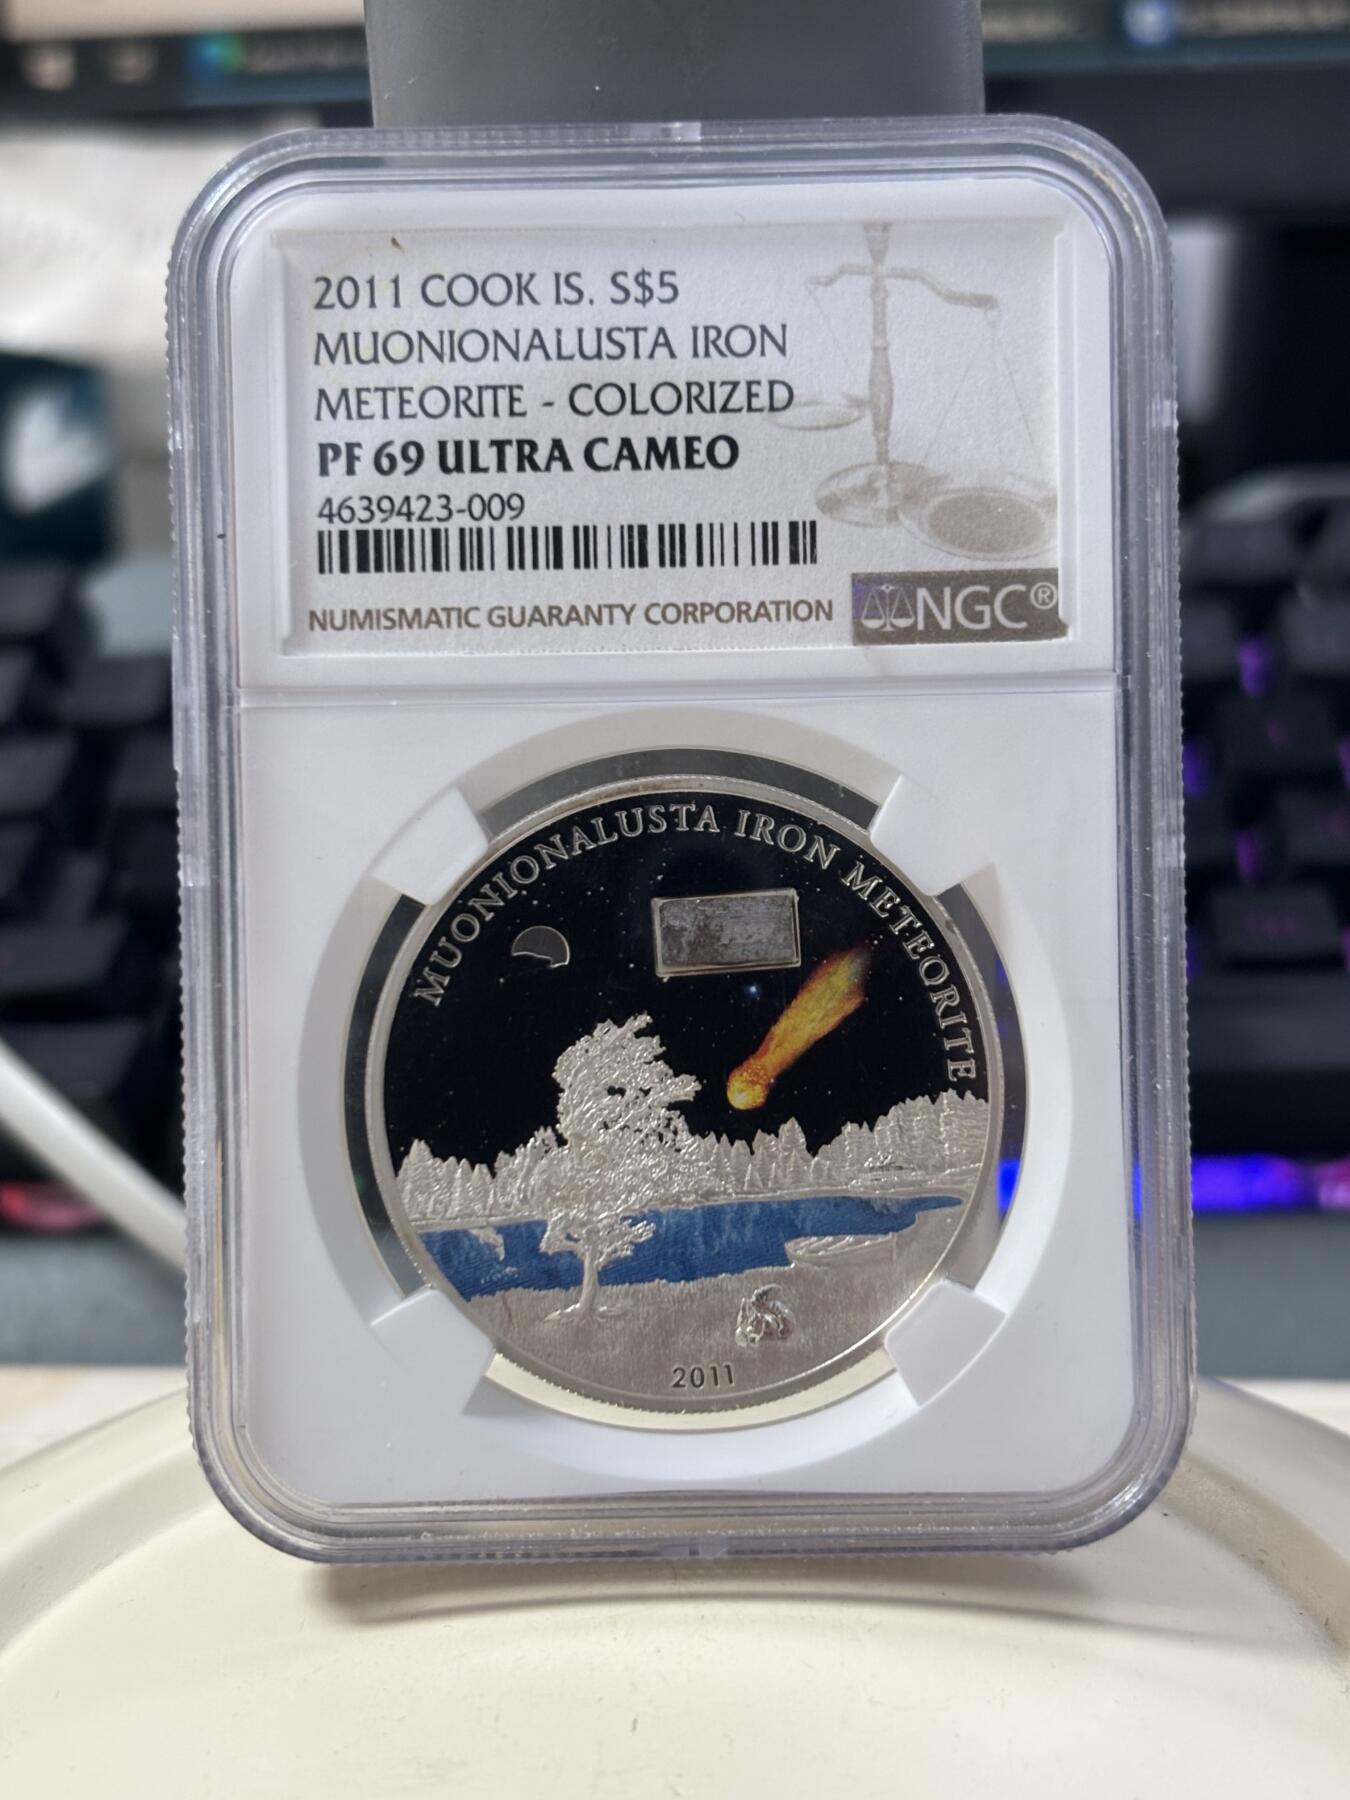 2011 COOK IS. S$5
MUONIONALUSTA IRON
METEORITE - COLORIZED
PF 69 ULTRA CAMEO
4639423-009
NUMISMATIC GUARANTY CORPORATION
NGC®
MUONIONALUSTA IRON METEORITE
2011